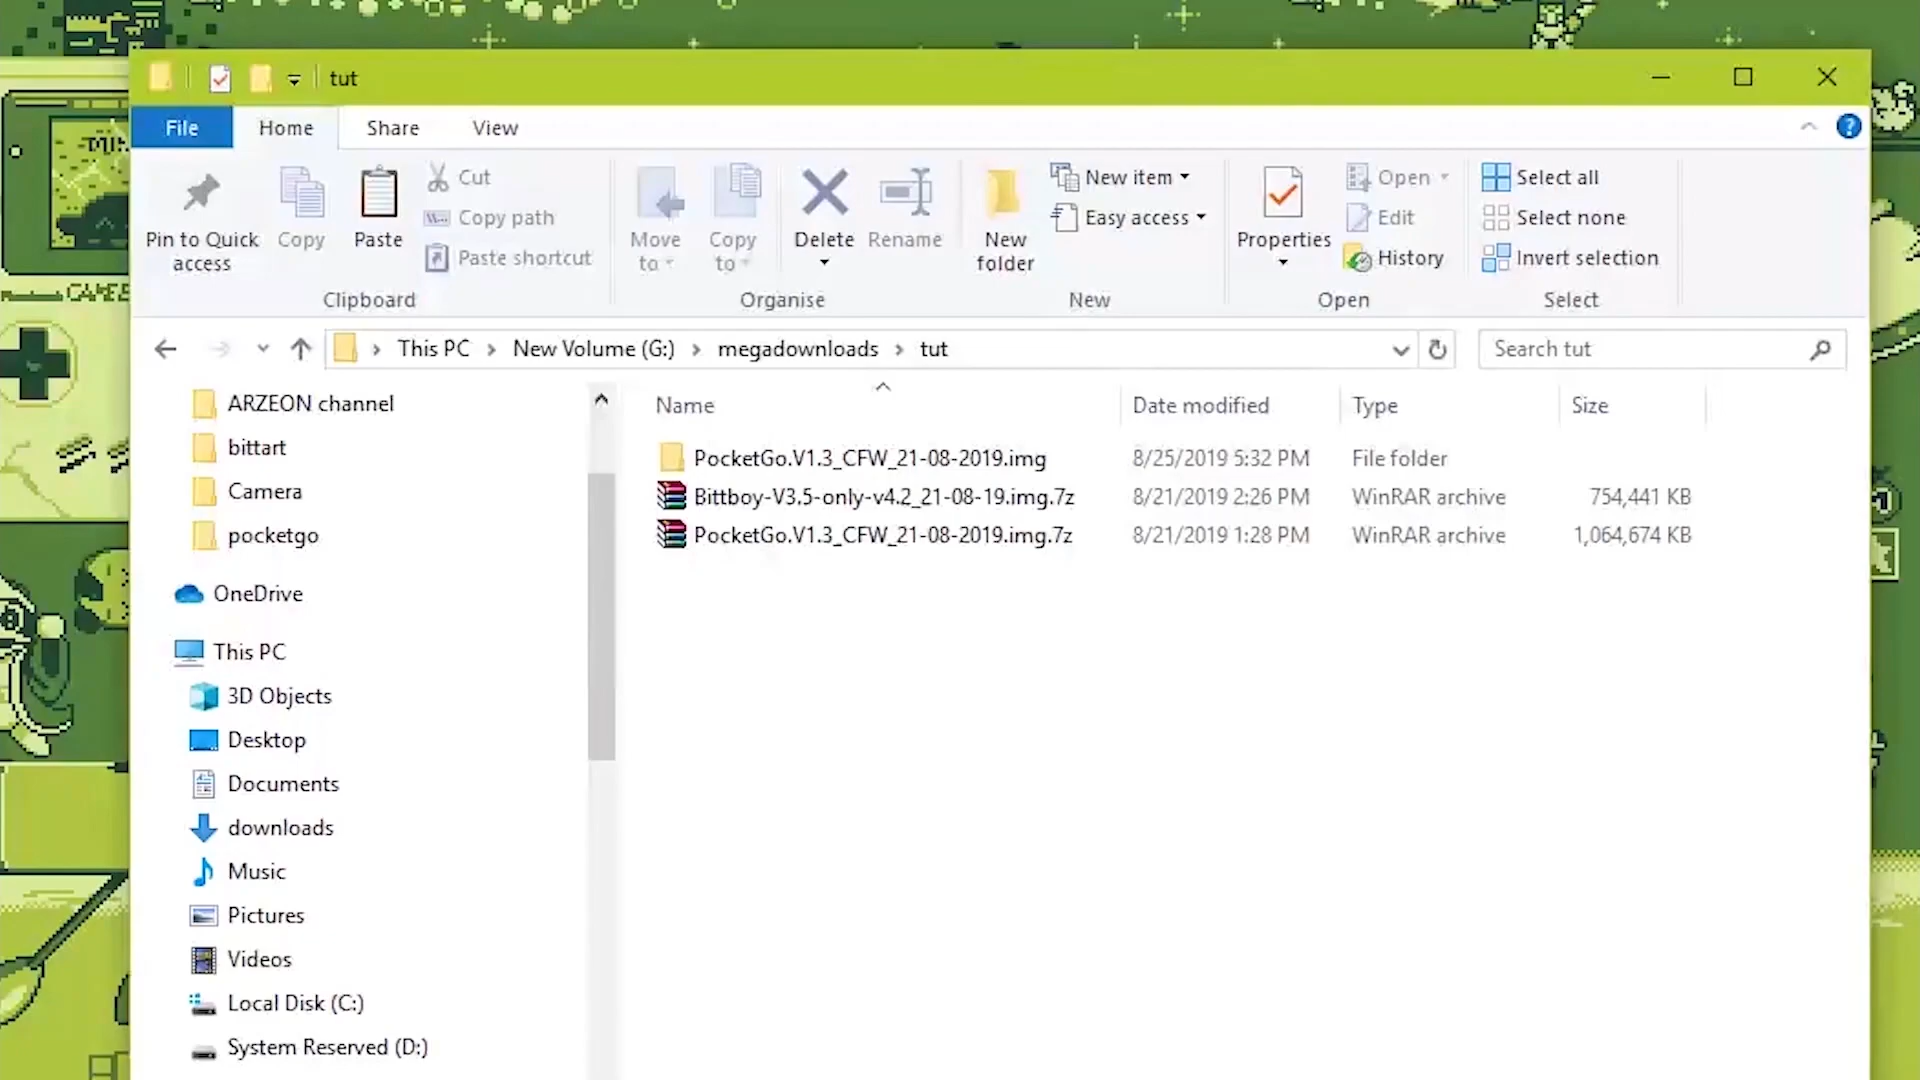 tut
File Home Share View
Pin to Quick access
Copy
Paste
Cut
Copy path
Paste shortcut
Clipboard
Move to
Copy to
Delete
Rename
Organise
New folder
New item
Easy access
New
Properties
Open
Edit
History
Open
Select all
Select none
Invert selection
Select
This PC > New Volume (G:) > megadownloads > tut
Search tut
ARZEON channel
bittart
Camera
pocketgo
OneDrive
This PC
3D Objects
Desktop
Documents
downloads
Music
Pictures
Videos
Local Disk (C:)
System Reserved (D:)
Name Date modified Type Size
PocketGo.V1.3_CFW_21-08-2019.img 8/25/2019 5:32 PM File folder
Bittboy-V3.5-only-v4.2_21-08-19.img.7z 8/21/2019 2:26 PM WinRAR archive 754,441 KB
PocketGo.V1.3_CFW_21-08-2019.img.7z 8/21/2019 1:28 PM WinRAR archive 1,064,674 KB